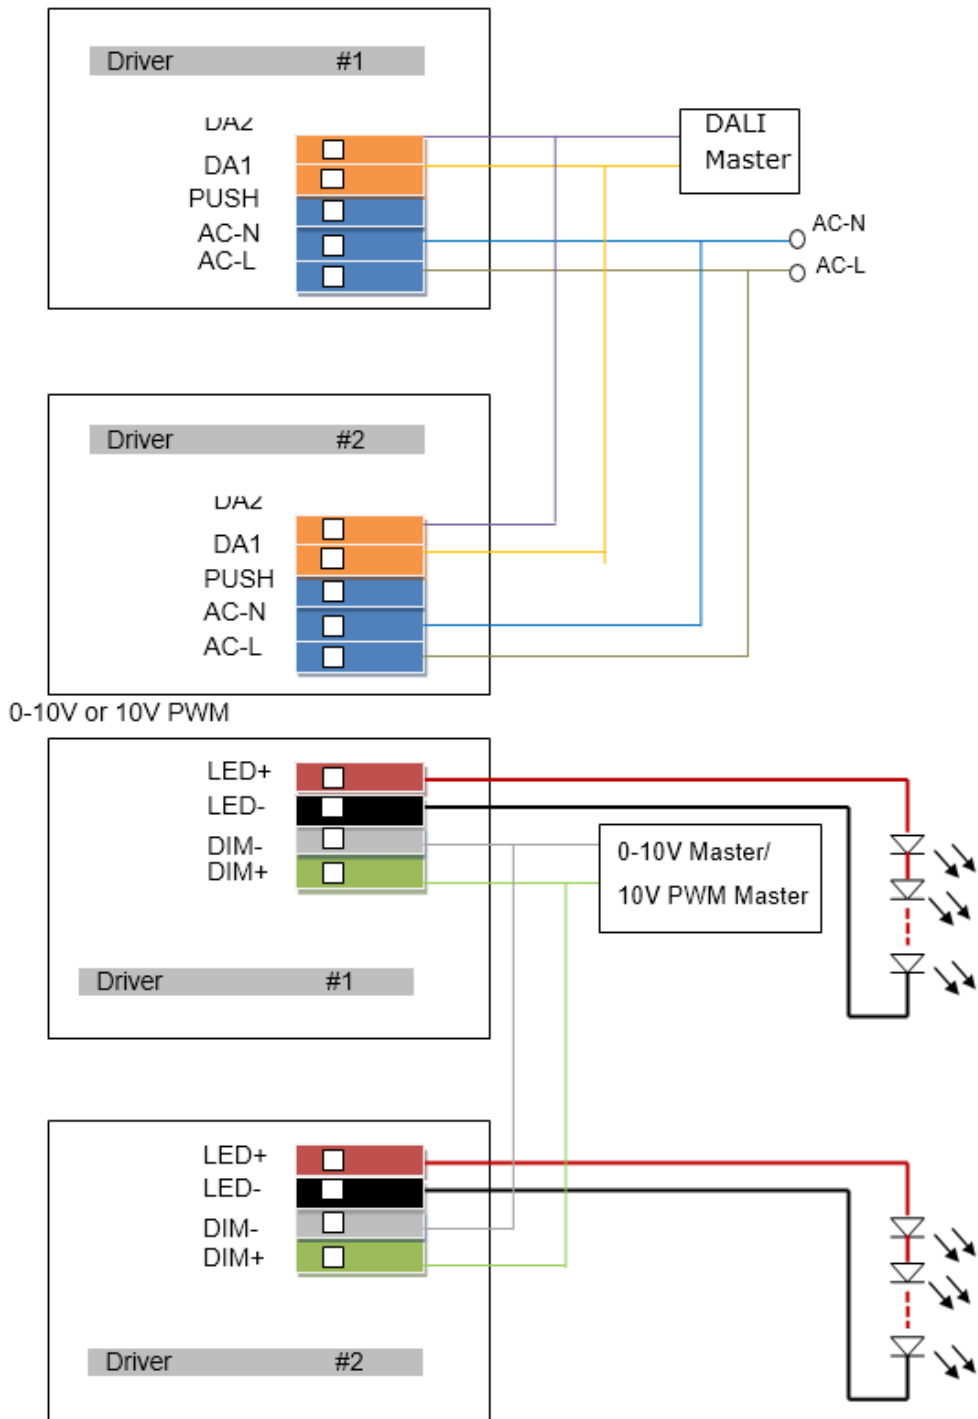 Driver #1
DA2
DA1
PUSH
AC-N
AC-L
DALI
Master
AC-N
AC-L
Driver #2
DA2
DA1
PUSH
AC-N
AC-L
0-10V or 10V PWM
LED+
LED-
DIM-
DIM+
0-10V Master/
10V PWM Master
Driver #1
LED+
LED-
DIM-
DIM+
Driver #2